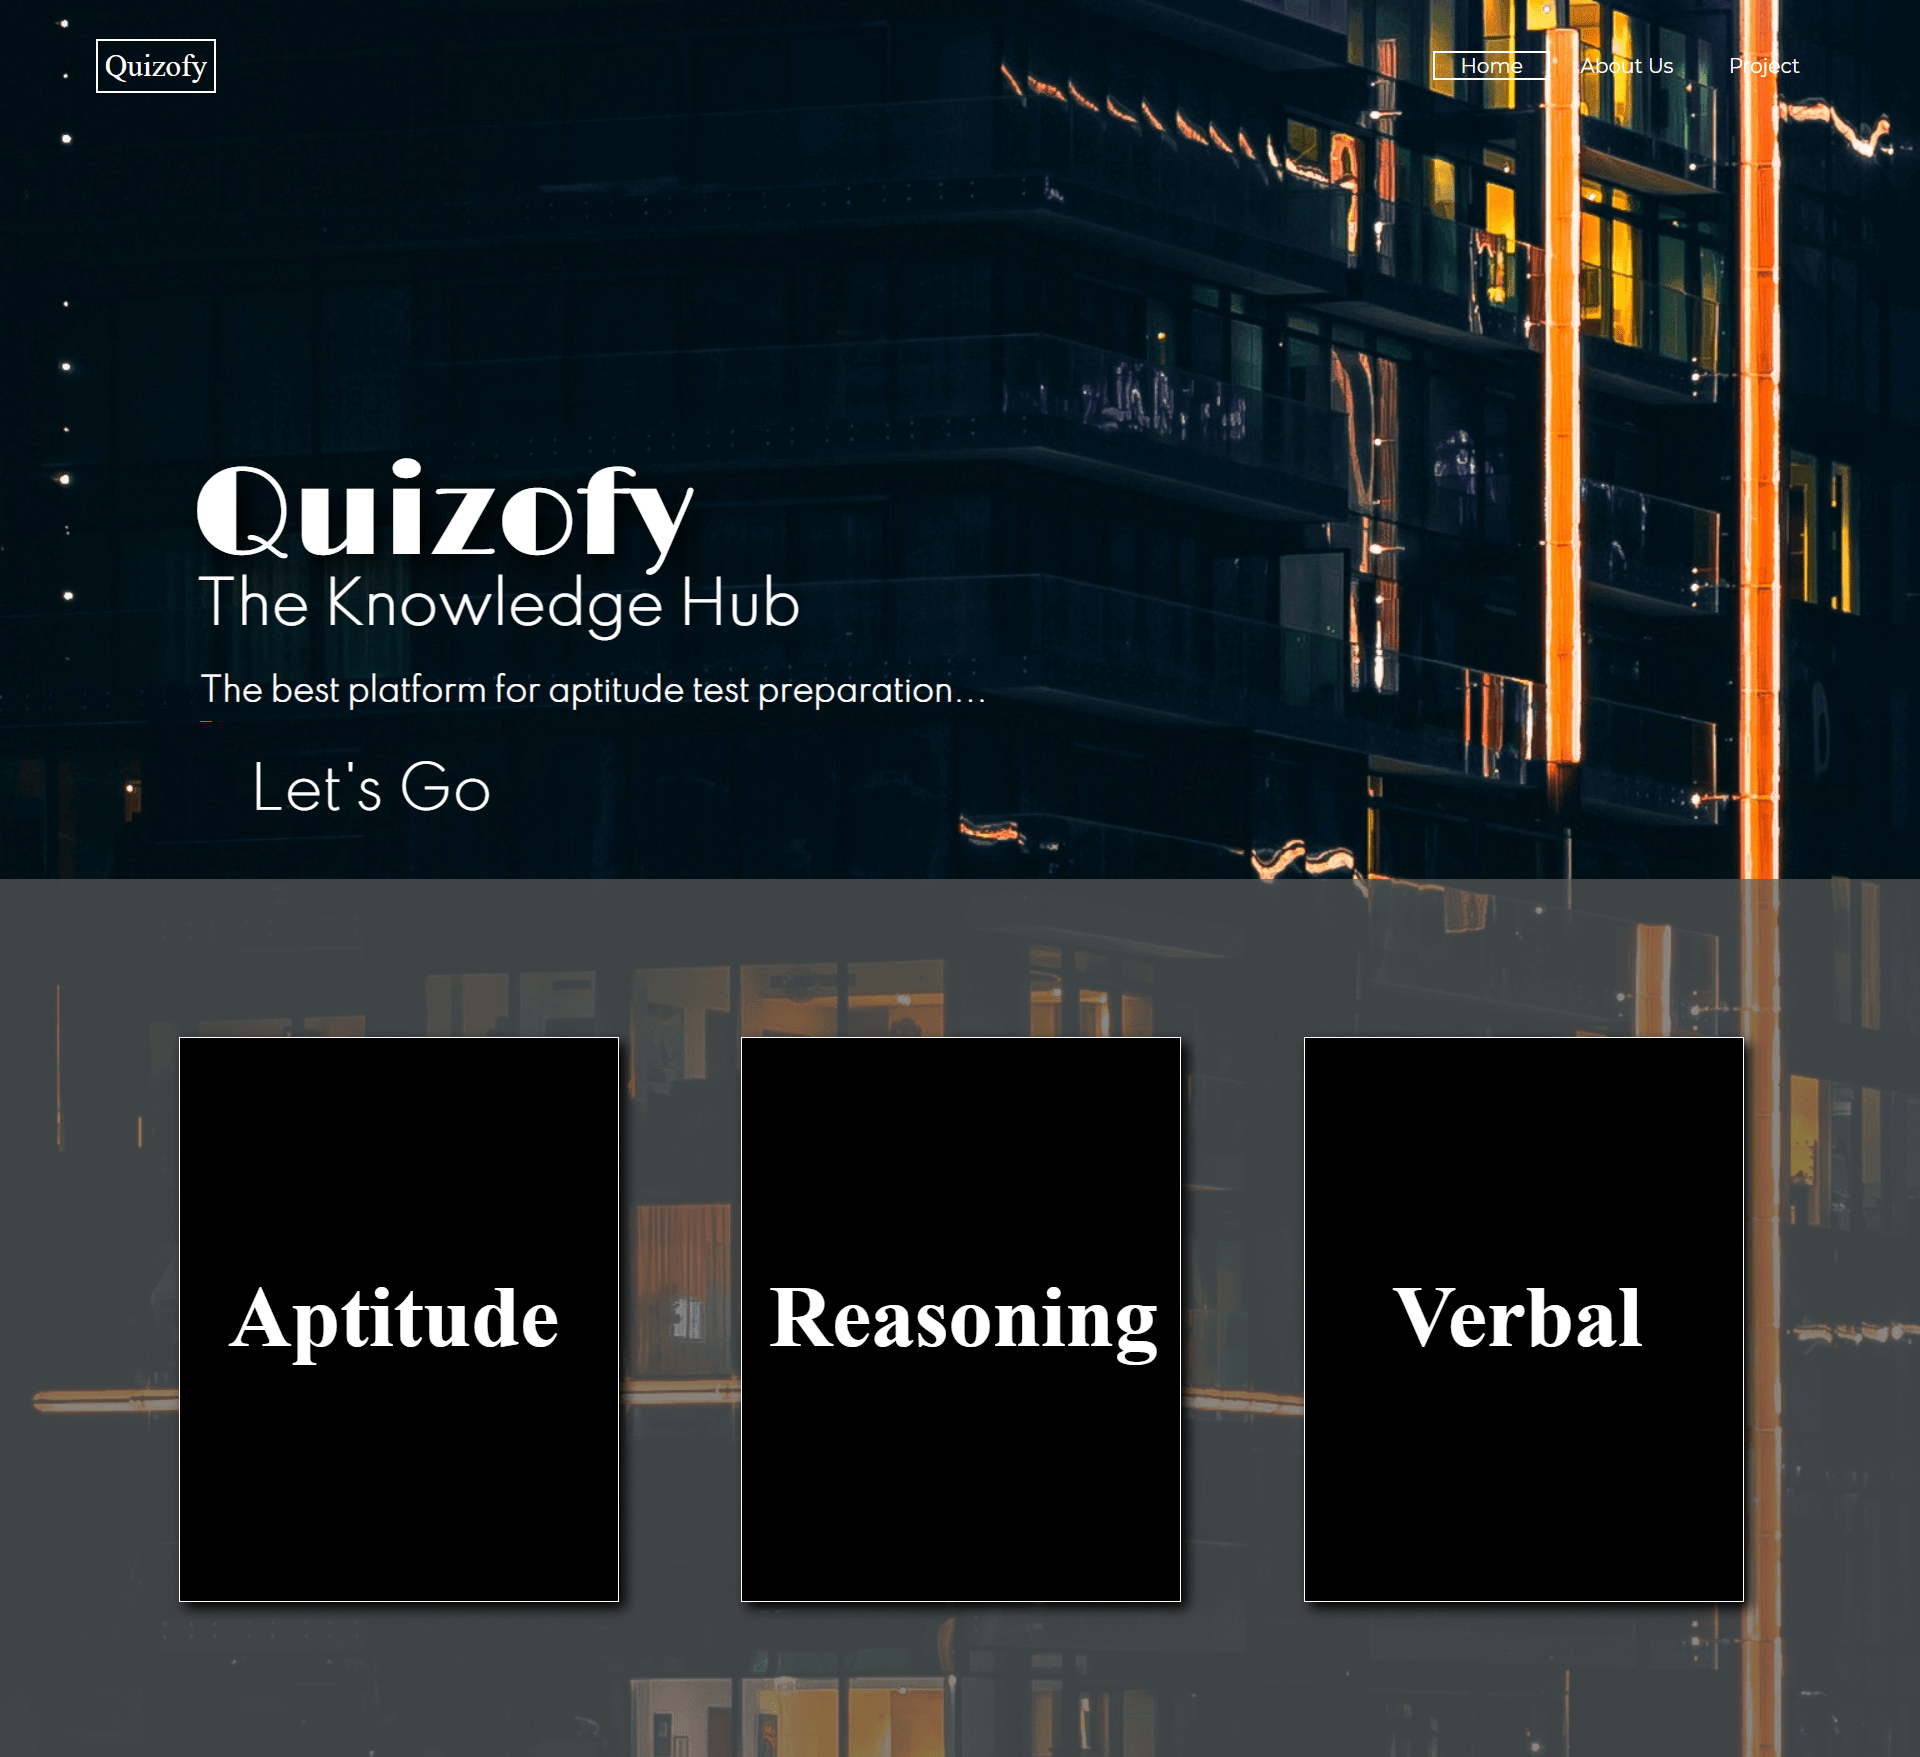 Quizofy
Home About Us Project
Quizofy
The Knowledge Hub
The best platform for aptitude test preparation...
Let's Go
Aptitude
Reasoning
Verbal